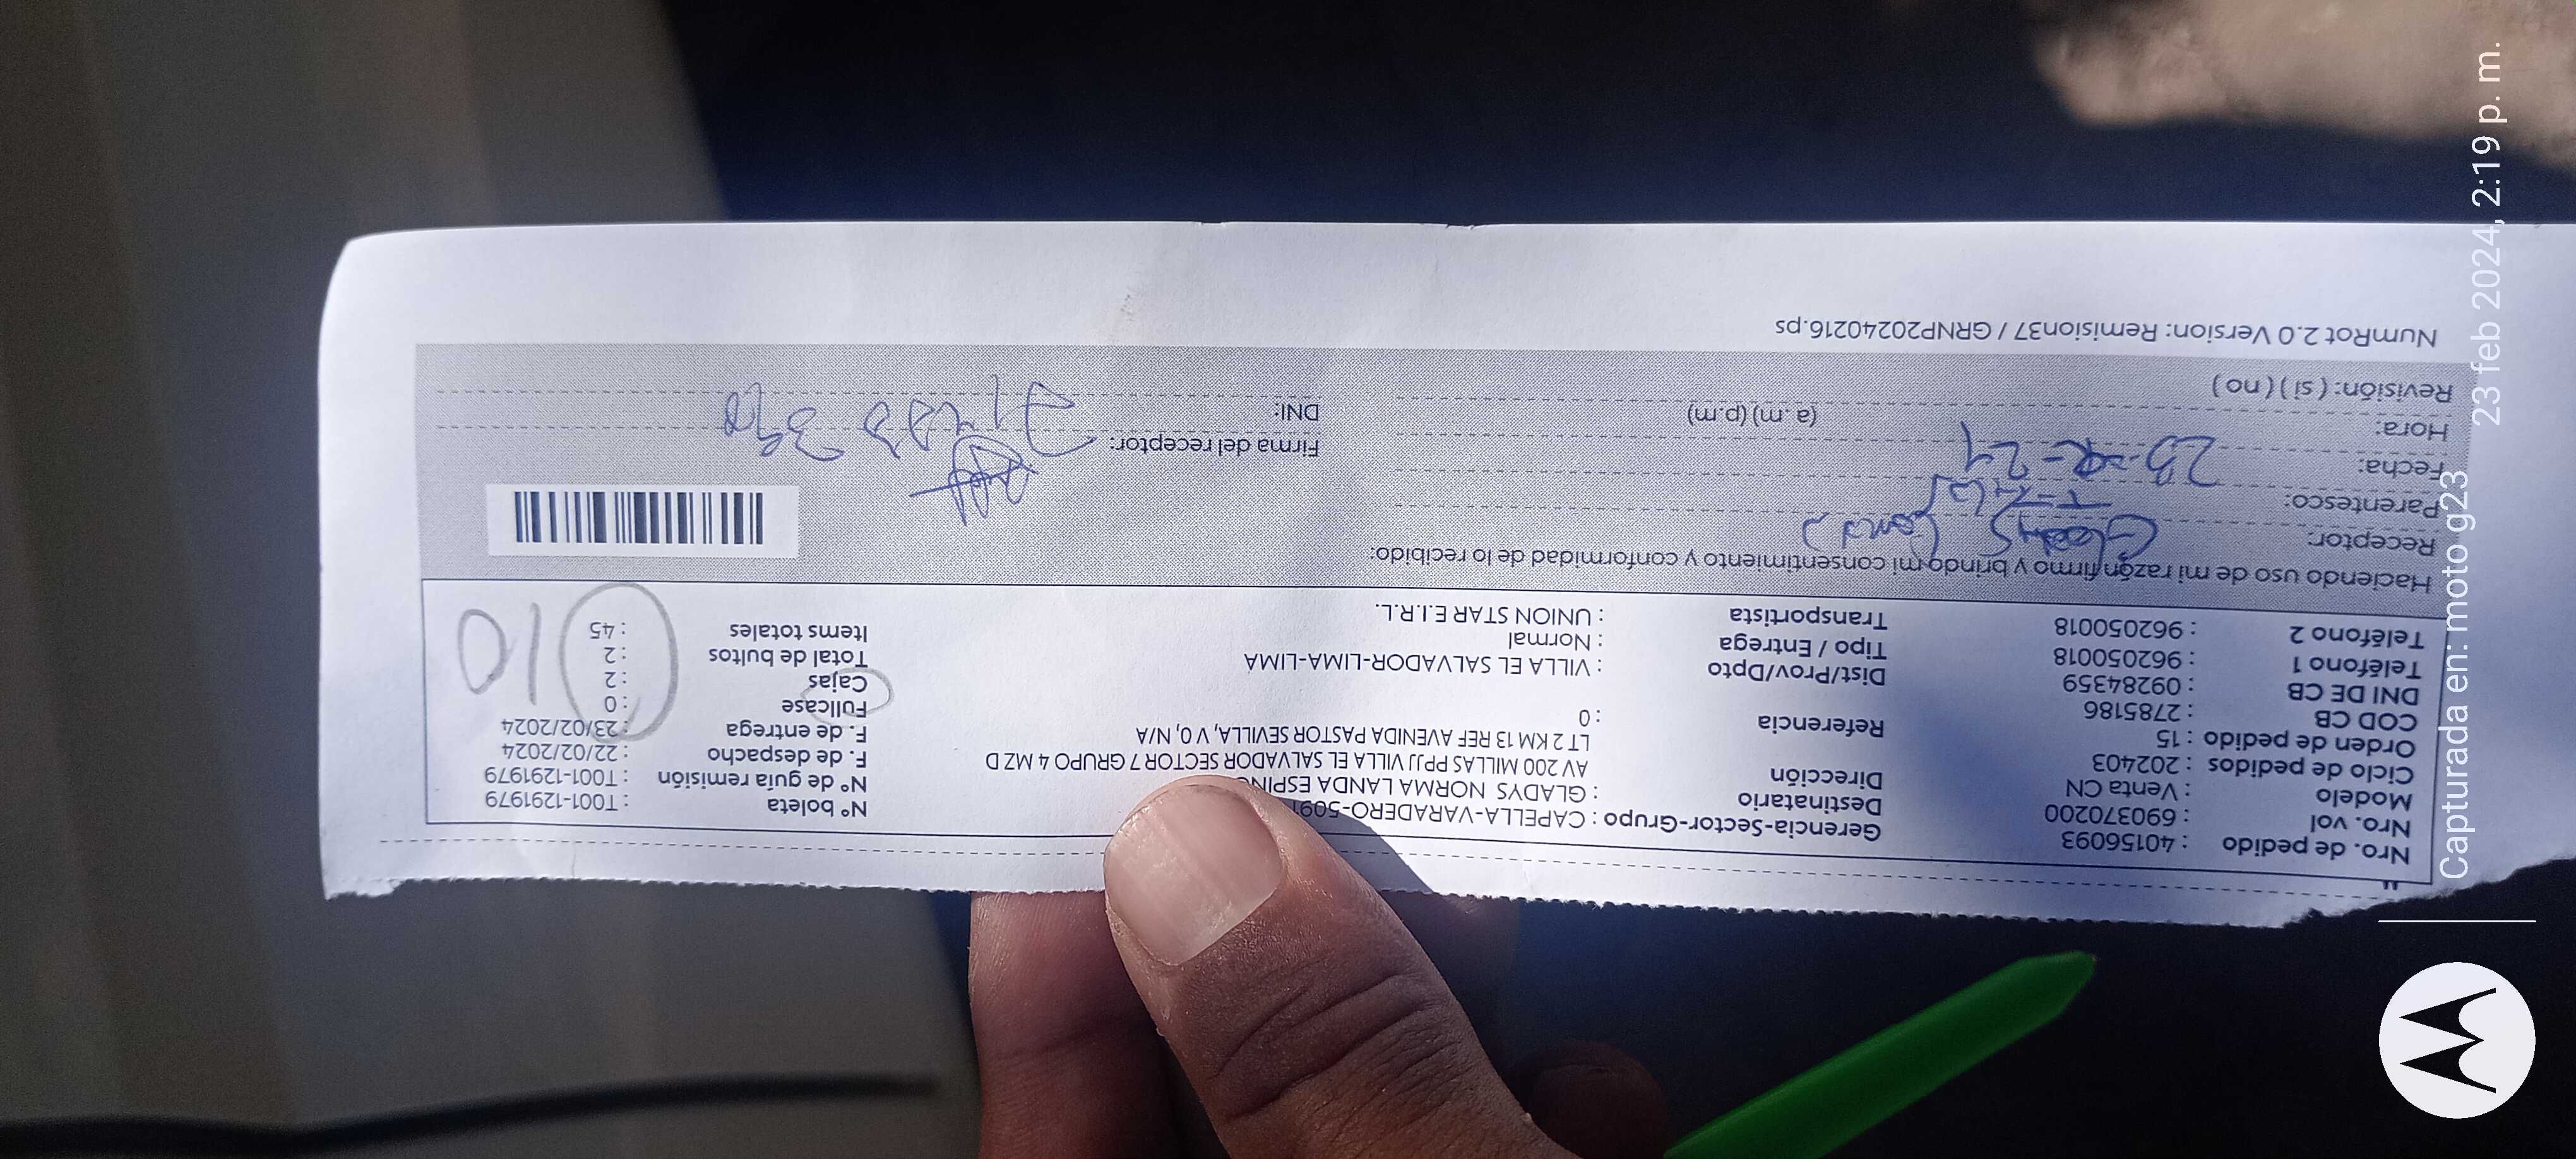 Nro. de pedido : 40156093
Nro. vol : 690370200
Modelo : Venta CN
Ciclo de pedidos : 202403
Orden de pedido : 15
COD CB : 2785186
DNI DE CB : 09284359
Teléfono 1 : 962050018
Teléfono 2 : 962050018
Gerencia-Sector-Grupo : CAPELLA-VARADERO-509
Destinatario : GLADYS NORMA LANDA
Dirección AV 200 MILLAS PPJJ VILLA EL SALVADOR SECTOR 7 GRUPO 4 MZ D
LT 2 KM 13 REF AVENIDA PASTOR SEVILLA, V 0, N/A
Referencia : 0
Dist/Prov/Dpto : VILLA EL SALVADOR-LIMA-LIMA
Tipo / Entrega : Normal
Transportista : UNION STAR E.I.R.L.
Nº boleta : T001-1291979
Nº de guía remisión : T001-1291979
F. de despacho : 22/02/2024
F. de entrega : 23/02/2024
Fullcase : 0
Cajas : 2
Total de bultos : 2
Items totales : 45
010
Haciendo uso de mi razón firmo y brindo mi consentimiento y conformidad de lo recibido:
Receptor: Gladys
Parentesco:
Fecha:
Hora: (a .m) (p.m)
Revisión: ( si ) ( no )
Firma del receptor:
DNI:
NumRot 2.0 Version: Remision37 / GRNP20240216.ps
Capturada en: moto g23 23 feb 2024, 2:19 p. m.